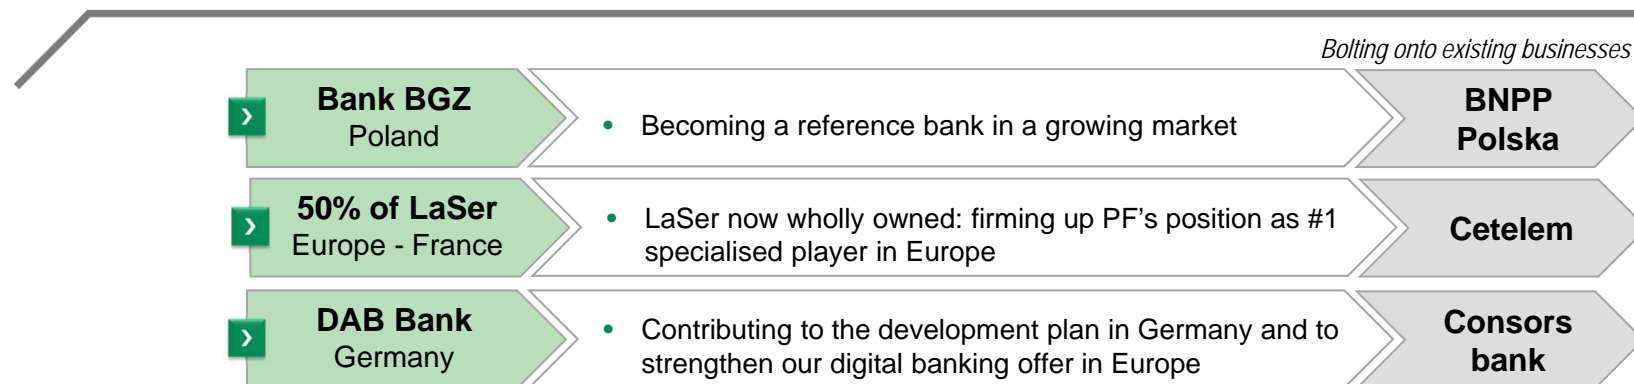 Bolting onto existing businesses
Bank BGZ
Poland
• Becoming a reference bank in a growing market
BNPP
Polska
50% of LaSer
Europe - France
• LaSer now wholly owned: firming up PF's position as #1
specialised player in Europe
Cetelem
DAB Bank
Germany
• Contributing to the development plan in Germany and to
strengthen our digital banking offer in Europe
Consors
bank